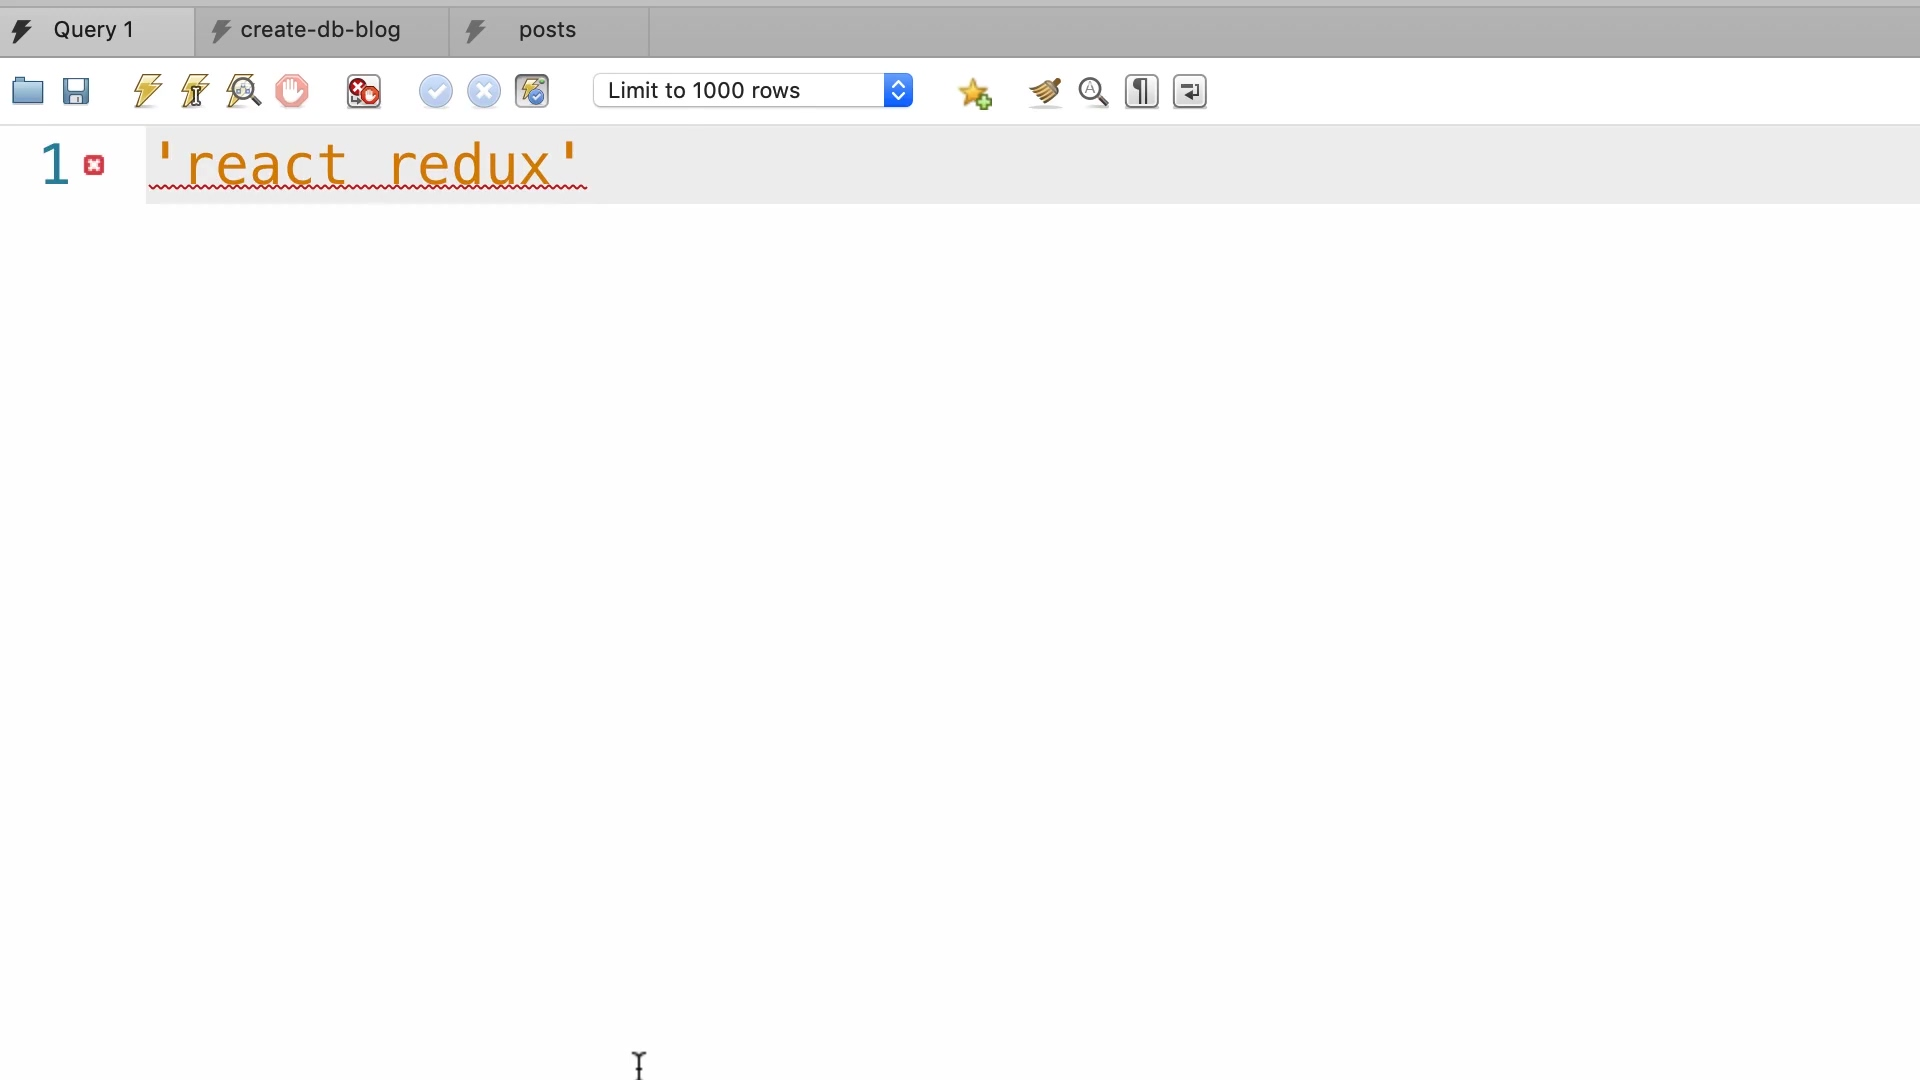 Query 1
create-db-blog
posts
Limit to 1000 rows
1 'react redux'